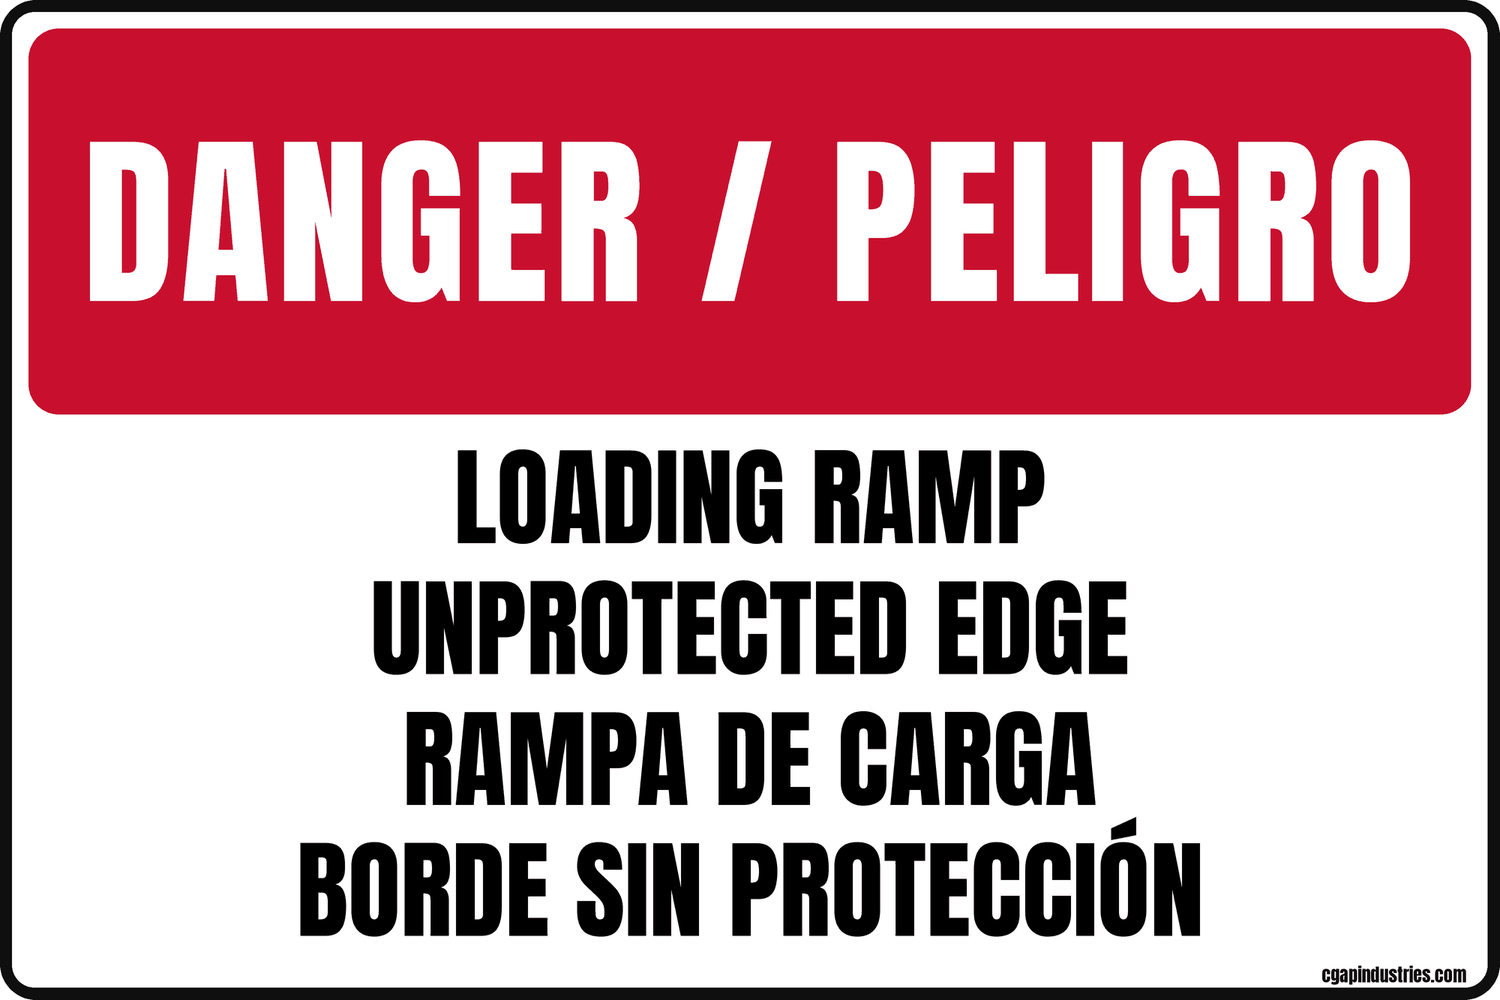 DANGER / PELIGRO
LOADING RAMP
UNPROTECTED EDGE
RAMPA DE CARGA
BORDE SIN PROTECCIÓN
cgapindustries.com